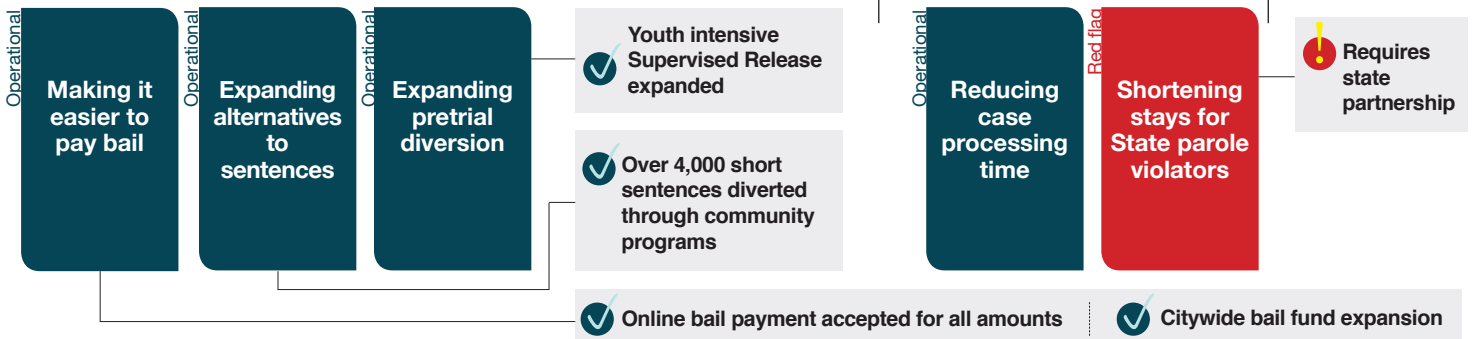 Operational
Making it
easier to
pay bail
Operational
Expanding
alternatives
to
sentences
Operational
Expanding
pretrial
diversion
Youth intensive
Supervised Release
expanded
Over 4,000 short
sentences diverted
through community
programs
Online bail payment accepted for all amounts
Citywide bail fund expansion
Operational
Reducing
case
processing
time
Red flag
Shortening
stays for
State parole
violators
!
Requires
state
partnership